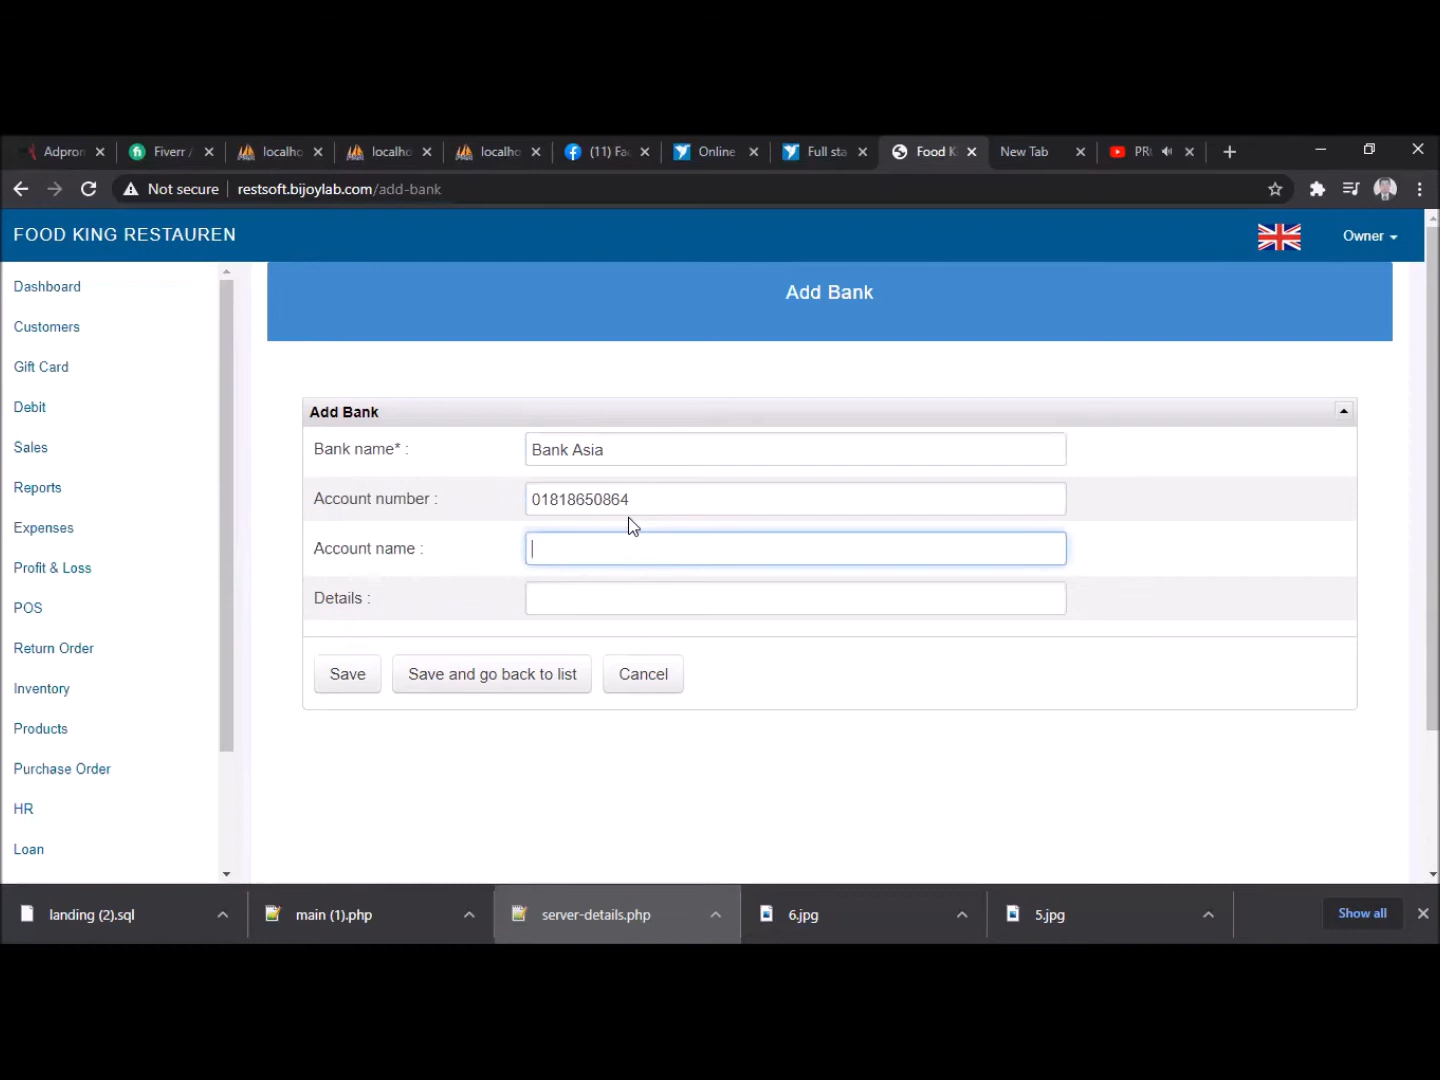 Adpron
Fiverr /
localho
localho
localho
(11) Fa
Online
Full sta
Food K
New Tab
PR
Not secure
restsoft.bijoylab.com/add-bank
FOOD KING RESTAUREN
Owner
Dashboard
Customers
Gift Card
Debit
Sales
Reports
Expenses
Profit & Loss
POS
Return Order
Inventory
Products
Purchase Order
HR
Loan
Add Bank
Add Bank
Bank name* : Bank Asia
Account number : 01818650864
Account name :
Details :
Save
Save and go back to list
Cancel
landing (2).sql
main (1).php
server-details.php
6.jpg
5.jpg
Show all